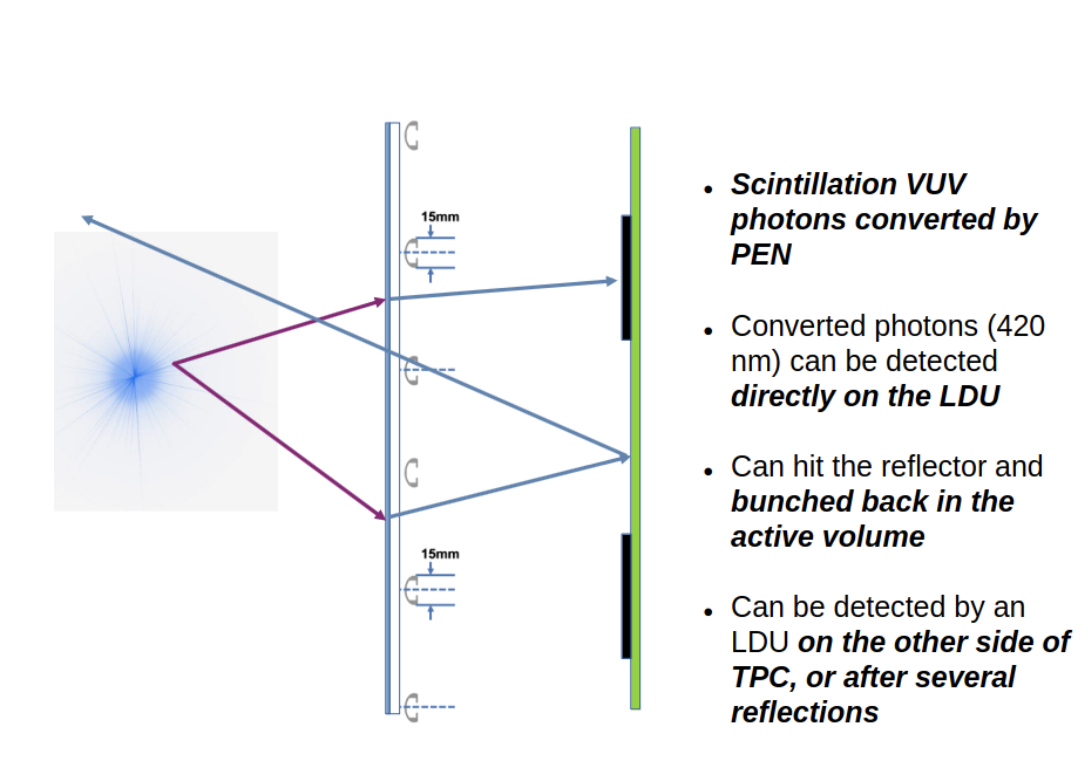 15mm
15mm
• Scintillation VUV
photons converted by
PEN
• Converted photons (420
nm) can be detected
directly on the LDU
• Can hit the reflector and
bunched back in the
active volume
• Can be detected by an
LDU on the other side of
TPC, or after several
reflections